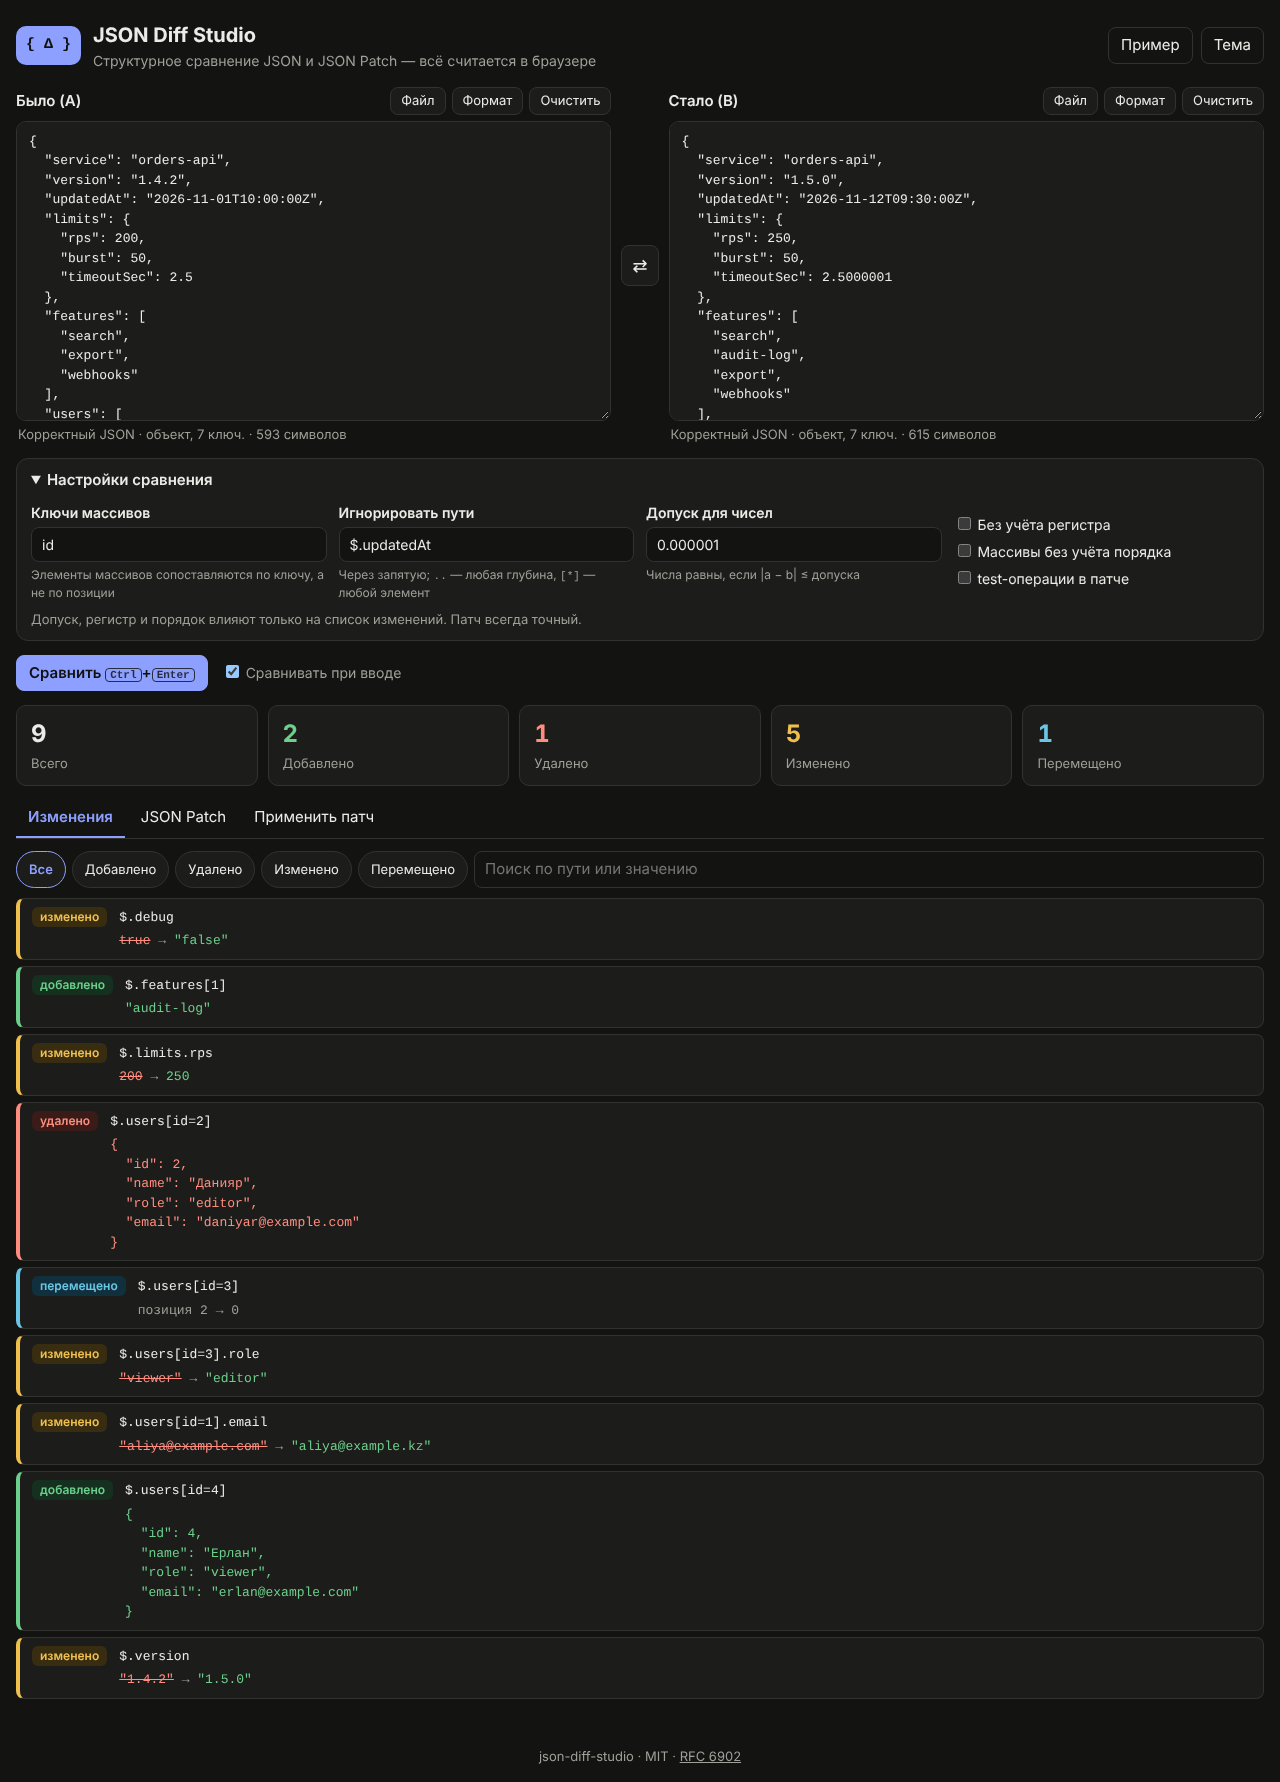 { Δ }
JSON Diff Studio
Структурное сравнение JSON и JSON Patch — всё считается в браузере
Пример
Тема
Было (A)
Файл
Формат
Очистить
{
  "service": "orders-api",
  "version": "1.4.2",
  "updatedAt": "2026-11-01T10:00:00Z",
  "limits": {
    "rps": 200,
    "burst": 50,
    "timeoutSec": 2.5
  },
  "features": [
    "search",
    "export",
    "webhooks"
  ],
  "users": [
Корректный JSON · объект, 7 ключ. · 593 символов
⇄
Стало (B)
Файл
Формат
Очистить
{
  "service": "orders-api",
  "version": "1.5.0",
  "updatedAt": "2026-11-12T09:30:00Z",
  "limits": {
    "rps": 250,
    "burst": 50,
    "timeoutSec": 2.5000001
  },
  "features": [
    "search",
    "audit-log",
    "export",
    "webhooks"
  ],
Корректный JSON · объект, 7 ключ. · 615 символов
▼ Настройки сравнения
Ключи массивов
id
Элементы массивов сопоставляются по ключу, а
не по позиции
Игнорировать пути
$.updatedAt
Через запятую; .. — любая глубина, [*] —
любой элемент
Допуск для чисел
0.000001
Числа равны, если |a − b| ≤ допуска
Без учёта регистра
Массивы без учёта порядка
test-операции в патче
Допуск, регистр и порядок влияют только на список изменений. Патч всегда точный.
Сравнить Ctrl+Enter
Сравнивать при вводе
9
Всего
2
Добавлено
1
Удалено
5
Изменено
1
Перемещено
Изменения
JSON Patch
Применить патч
Все
Добавлено
Удалено
Изменено
Перемещено
Поиск по пути или значению
изменено $.debug
true → "false"
добавлено $.features[1]
"audit-log"
изменено $.limits.rps
200 → 250
удалено $.users[id=2]
{
  "id": 2,
  "name": "Данияр",
  "role": "editor",
  "email": "daniyar@example.com"
}
перемещено $.users[id=3]
позиция 2 → 0
изменено $.users[id=3].role
"viewer" → "editor"
изменено $.users[id=1].email
"aliya@example.com" → "aliya@example.kz"
добавлено $.users[id=4]
{
  "id": 4,
  "name": "Ерлан",
  "role": "viewer",
  "email": "erlan@example.com"
}
изменено $.version
"1.4.2" → "1.5.0"
json-diff-studio · MIT · RFC 6902